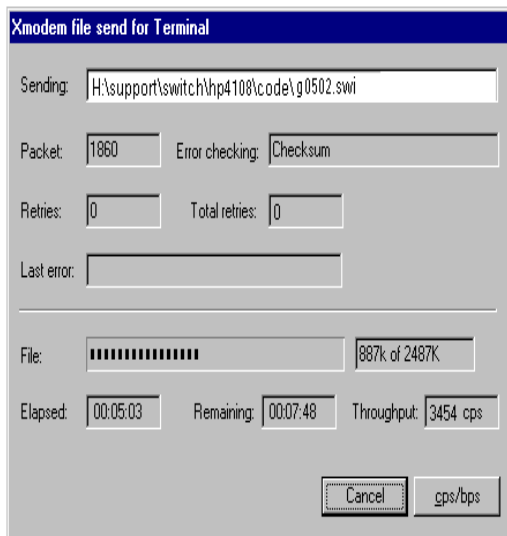 Xmodem file send for Terminal
Sending: H:\support\switch\hp4108\code\g0502.swi
Packet: 1860 Error checking: Checksum
Retries: 0 Total retries: 0
Last error:
File: 887k of 2487K
Elapsed: 00:05:03 Remaining: 00:07:48 Throughput: 3454 cps
Cancel cps/bps